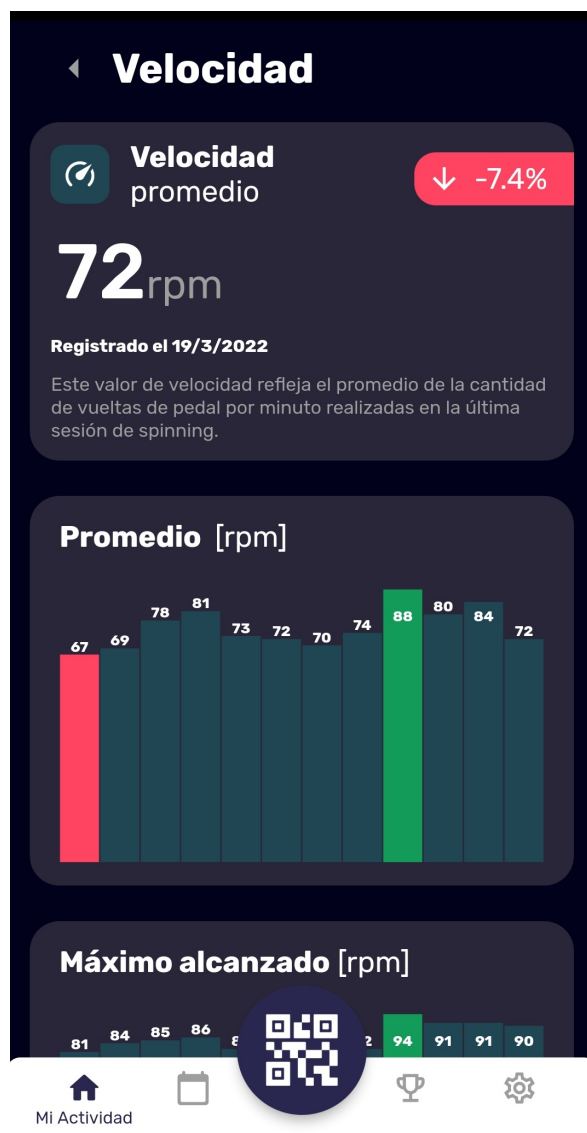 Velocidad
Velocidad
promedio
-7.4%
72rpm
Registrado el 19/3/2022
Este valor de velocidad refleja el promedio de la cantidad
de vueltas de pedal por minuto realizadas en la última
sesión de spinning.
Promedio [rpm]
67 69 78 81 73 72 70 74 88 80 84 72
Máximo alcanzado [rpm]
81 84 85 86 94 91 91 90
Mi Actividad